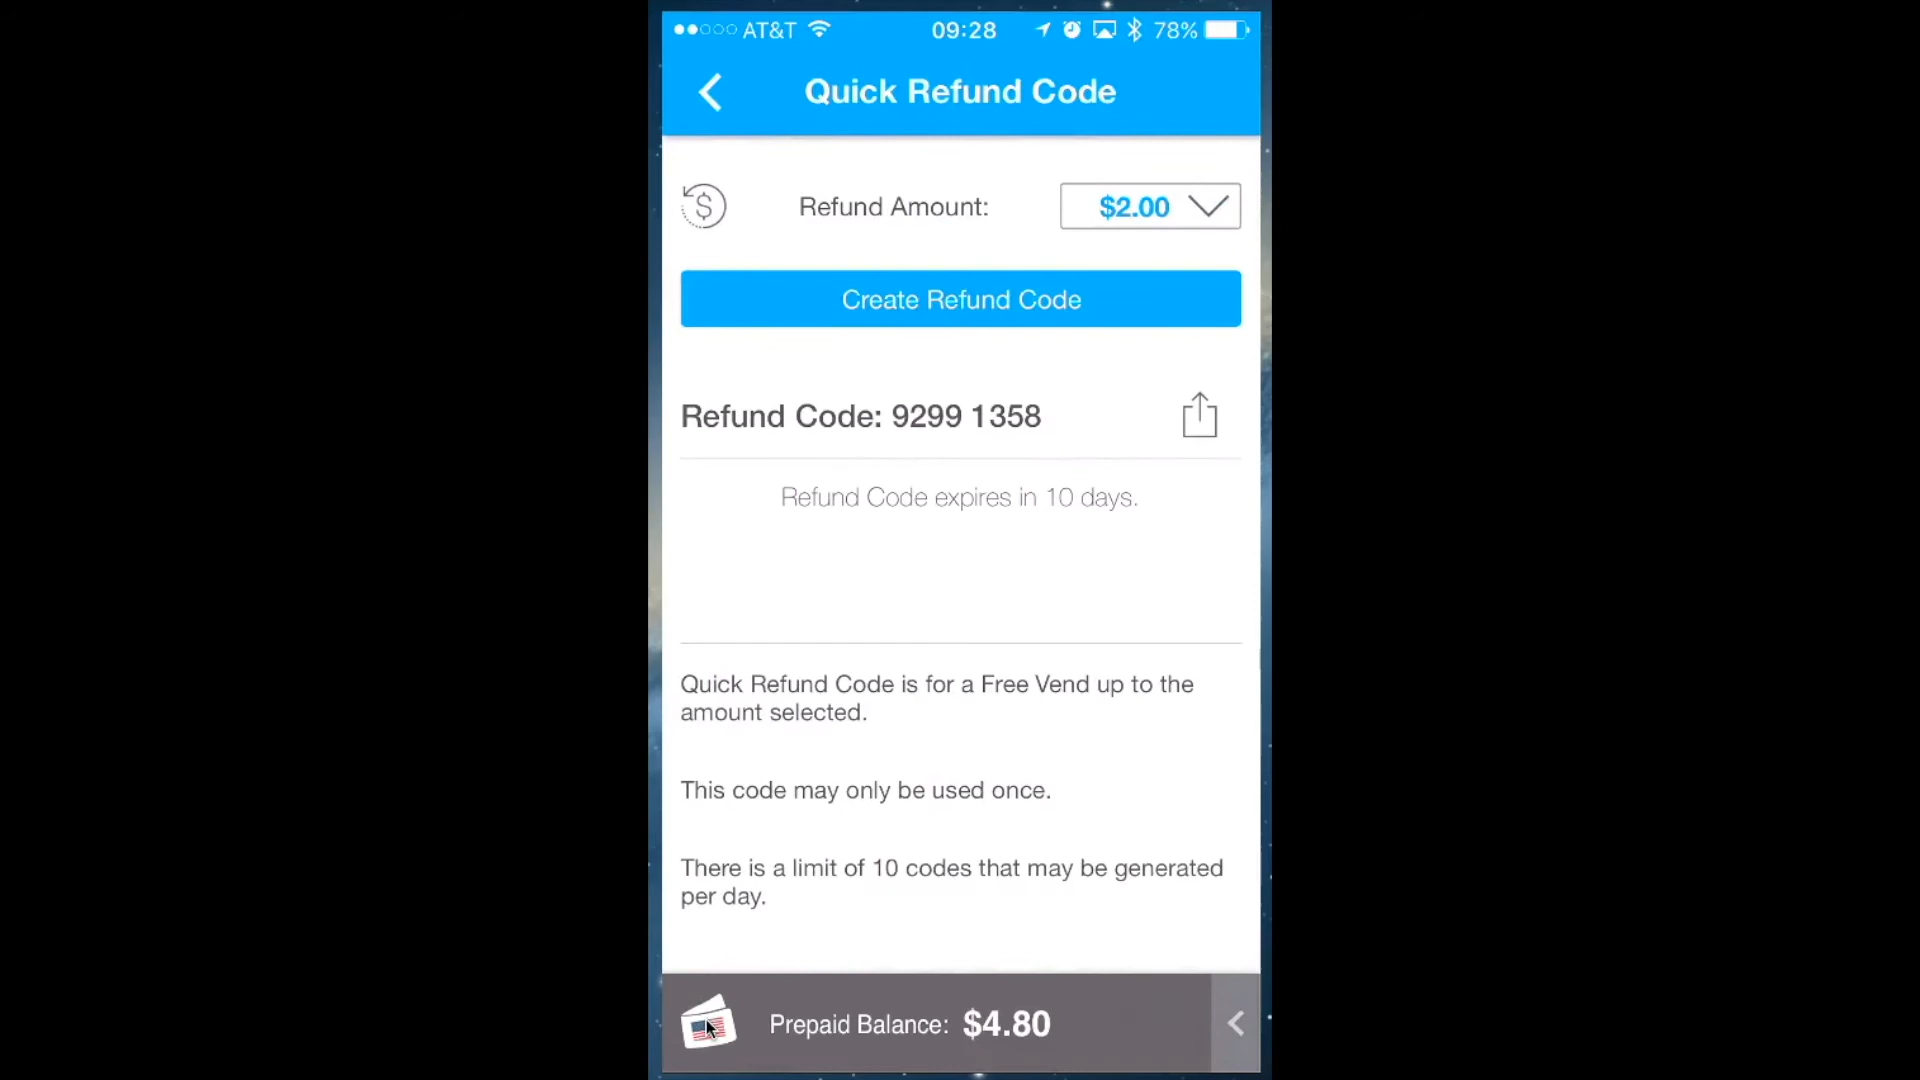 AT&T 09:28 78%
Quick Refund Code
Refund Amount: $2.00
Create Refund Code
Refund Code: 9299 1358
Refund Code expires in 10 days.
Quick Refund Code is for a Free Vend up to the
amount selected.
This code may only be used once.
There is a limit of 10 codes that may be generated
per day.
Prepaid Balance: $4.80